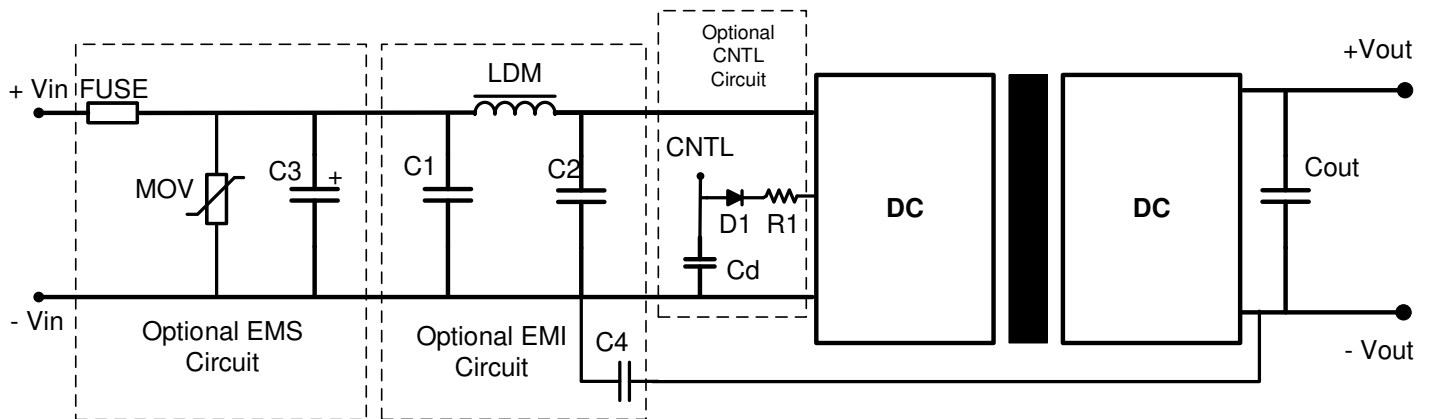 Optional
CNTL
Circuit
+Vout
+ Vin
FUSE
LDM
CNTL
C3
+
C1
C2
MOV
Cout
D1
R1
DC
DC
Cd
- Vin
Optional EMS
Circuit
Optional EMI
Circuit
C4
- Vout